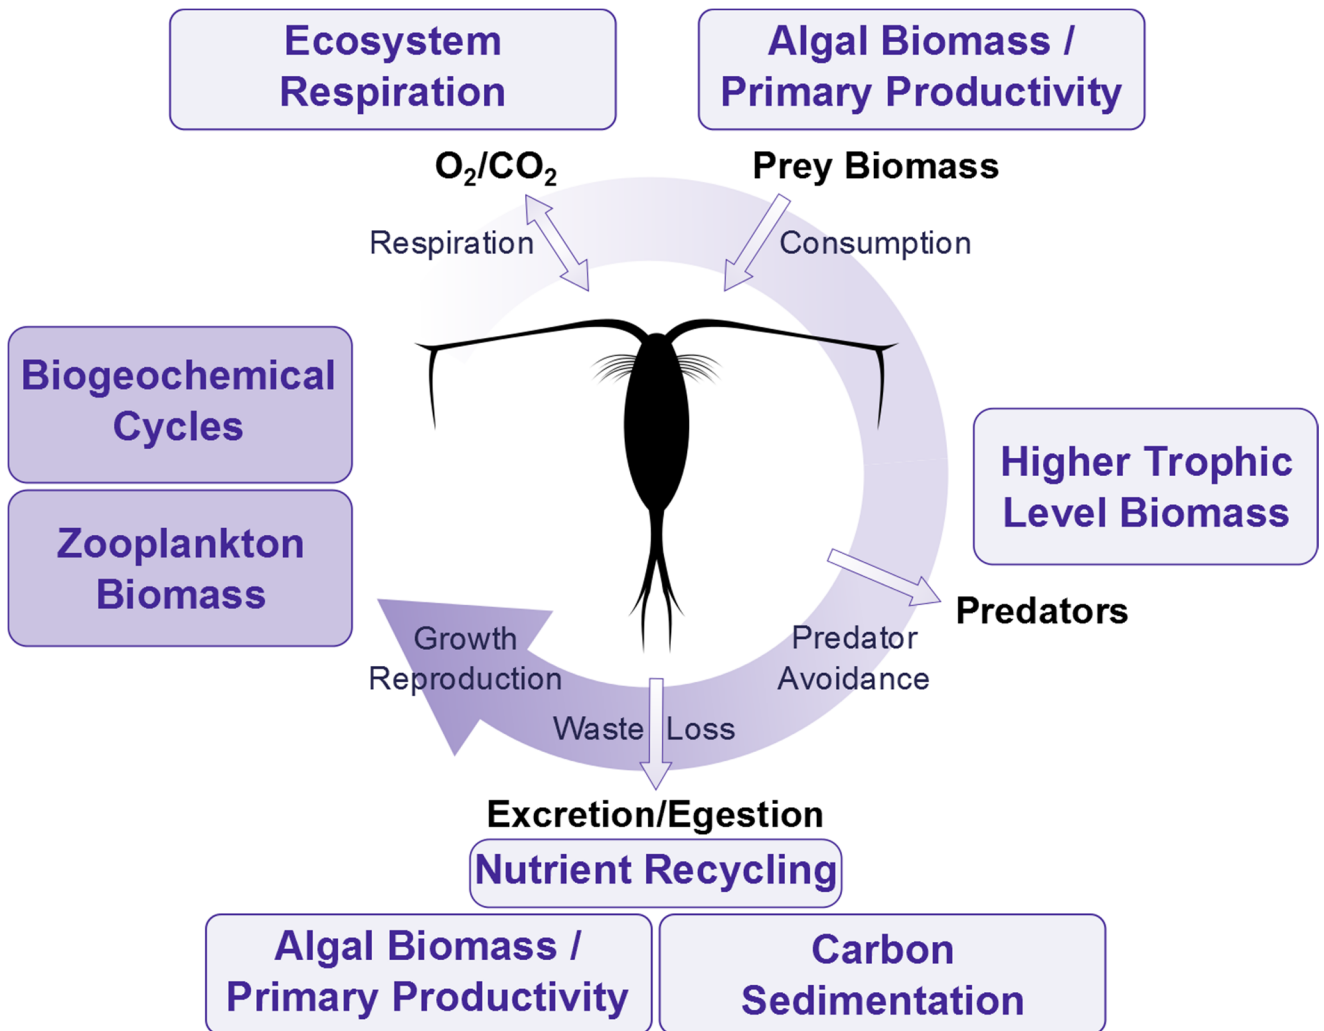 Ecosystem
Respiration
Algal Biomass /
Primary Productivity
O₂/CO₂
Prey Biomass
Respiration
Consumption
Biogeochemical
Cycles
Higher Trophic
Level Biomass
Zooplankton
Biomass
Predators
Growth
Reproduction
Predator
Avoidance
Waste Loss
Excretion/Egestion
Nutrient Recycling
Algal Biomass /
Primary Productivity
Carbon
Sedimentation